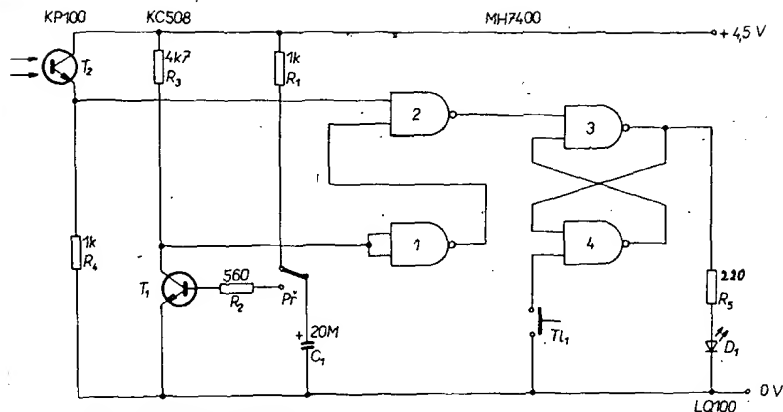 KP100 KC508 MH7400
+ 4,5 V
4k7
R3
1k
R1
T2
2
3
1k
R4
1
4
T1
560
R2
Př
220
R5
+ 20M
C1
Tl1
D1
0 V
LQ100